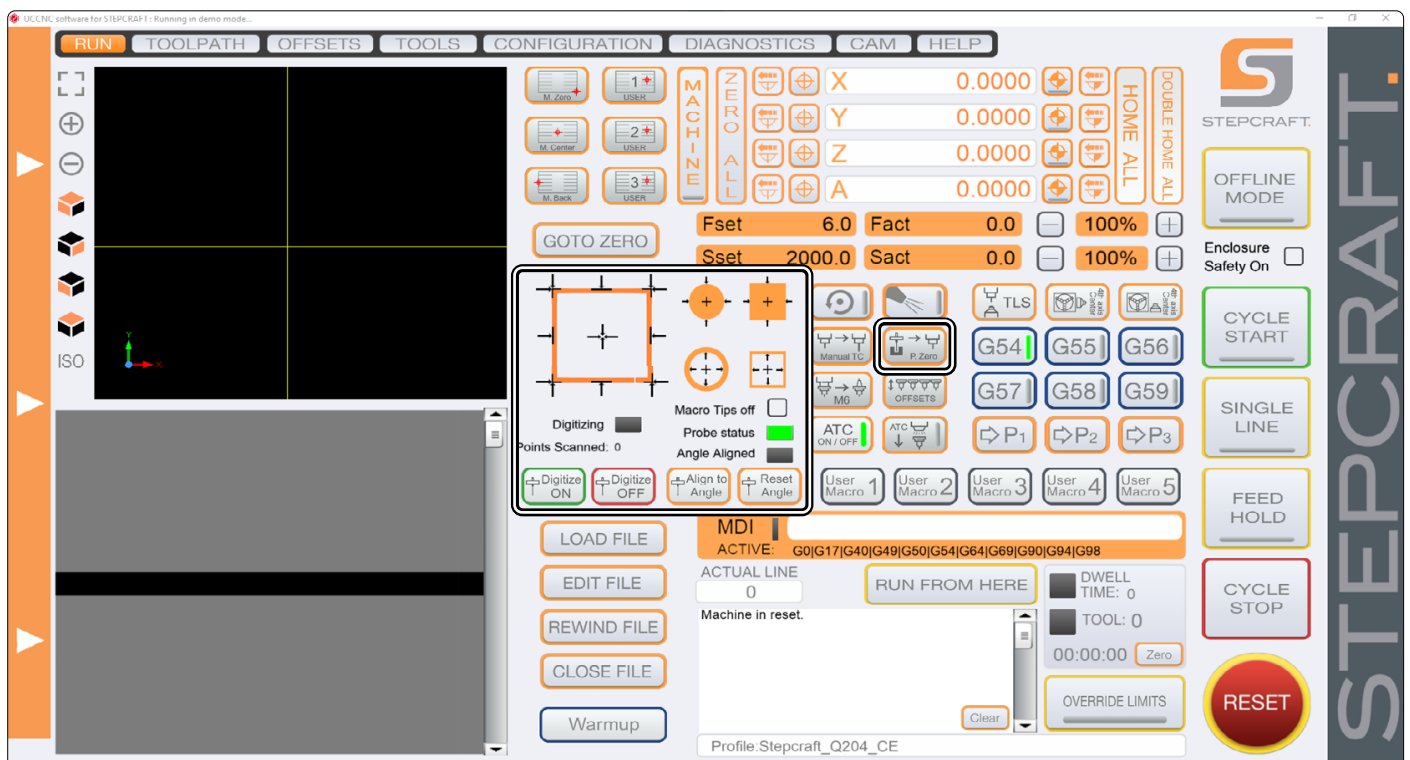 UCCNC software for STEPCRAFT : Running in demo mode...
RUN TOOLPATH OFFSETS TOOLS CONFIGURATION DIAGNOSTICS CAM HELP
ISO
Y
X
M. Zero
1
USER
M. Center
2
USER
M. Back
3
USER
GOTO ZERO
MACHINE
ZERO ALL
X 0.0000
Y 0.0000
Z 0.0000
A 0.0000
HOME ALL
DOUBLE HOME ALL
Fset 6.0 Fact 0.0 100%
Sset 2000.0 Sact 0.0 100%
Digitizing
Points Scanned: 0
Macro Tips off
Probe status
Angle Aligned
Digitize ON
Digitize OFF
Align to Angle
Reset Angle
TLS
4th axis Center
4th axis Center
Manual TC
P. Zero
G54 G55 G56
M6
OFFSETS
G57 G58 G59
ATC ON / OFF
ATC
P1 P2 P3
User Macro 1
User Macro 2
User Macro 3
User Macro 4
User Macro 5
MDI
ACTIVE: G0|G17|G40|G49|G50|G54|G64|G69|G90|G94|G98
LOAD FILE
EDIT FILE
REWIND FILE
CLOSE FILE
Warmup
ACTUAL LINE
0
RUN FROM HERE
DWELL
TIME: 0
TOOL: 0
00:00:00 Zero
Machine in reset.
Clear
OVERRIDE LIMITS
Profile:Stepcraft_Q204_CE
STEPCRAFT.
OFFLINE
MODE
Enclosure
Safety On
CYCLE
START
SINGLE
LINE
FEED
HOLD
CYCLE
STOP
RESET
STEPCRAFT.